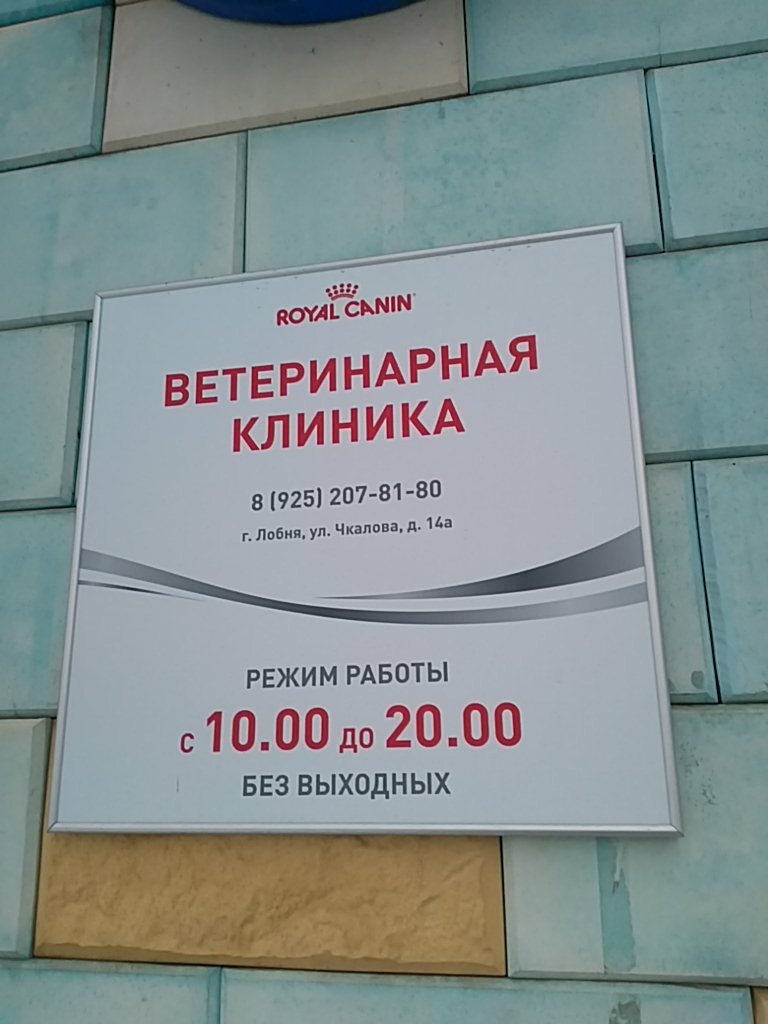 ROYAL CANIN
ВЕТЕРИНАРНАЯ
КЛИНИКА
8 (925) 207-81-80
г. Лобня, ул. Чкалова, д. 14а
РЕЖИМ РАБОТЫ
с 10.00 до 20.00
БЕЗ ВЫХОДНЫХ